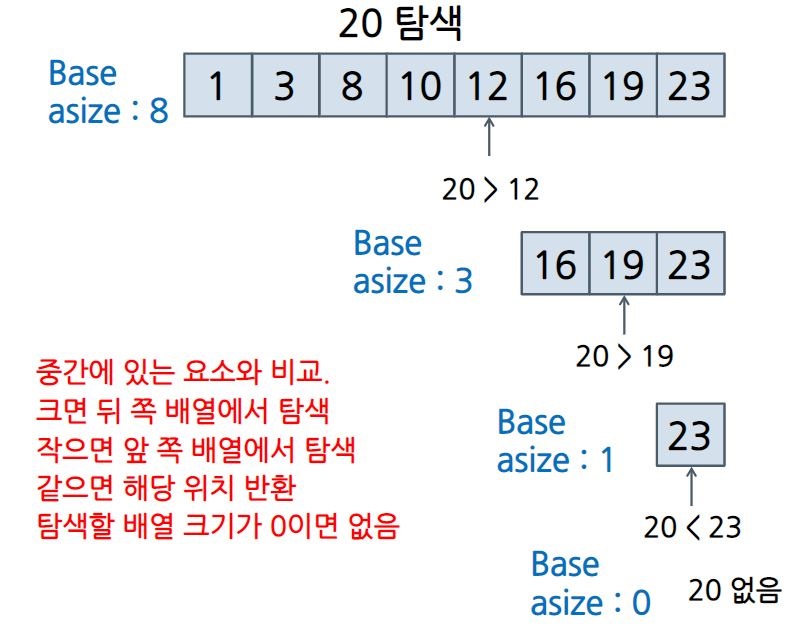 20 탐색
Base
asize : 8
1 3 8 10 12 16 19 23
20 > 12
Base
asize : 3
16 19 23
20 > 19
중간에 있는 요소와 비교.
크면 뒤 쪽 배열에서 탐색
작으면 앞 쪽 배열에서 탐색
같으면 해당 위치 반환
탐색할 배열 크기가 0이면 없음
Base
asize : 1
23
20 < 23
Base
asize : 0
20 없음